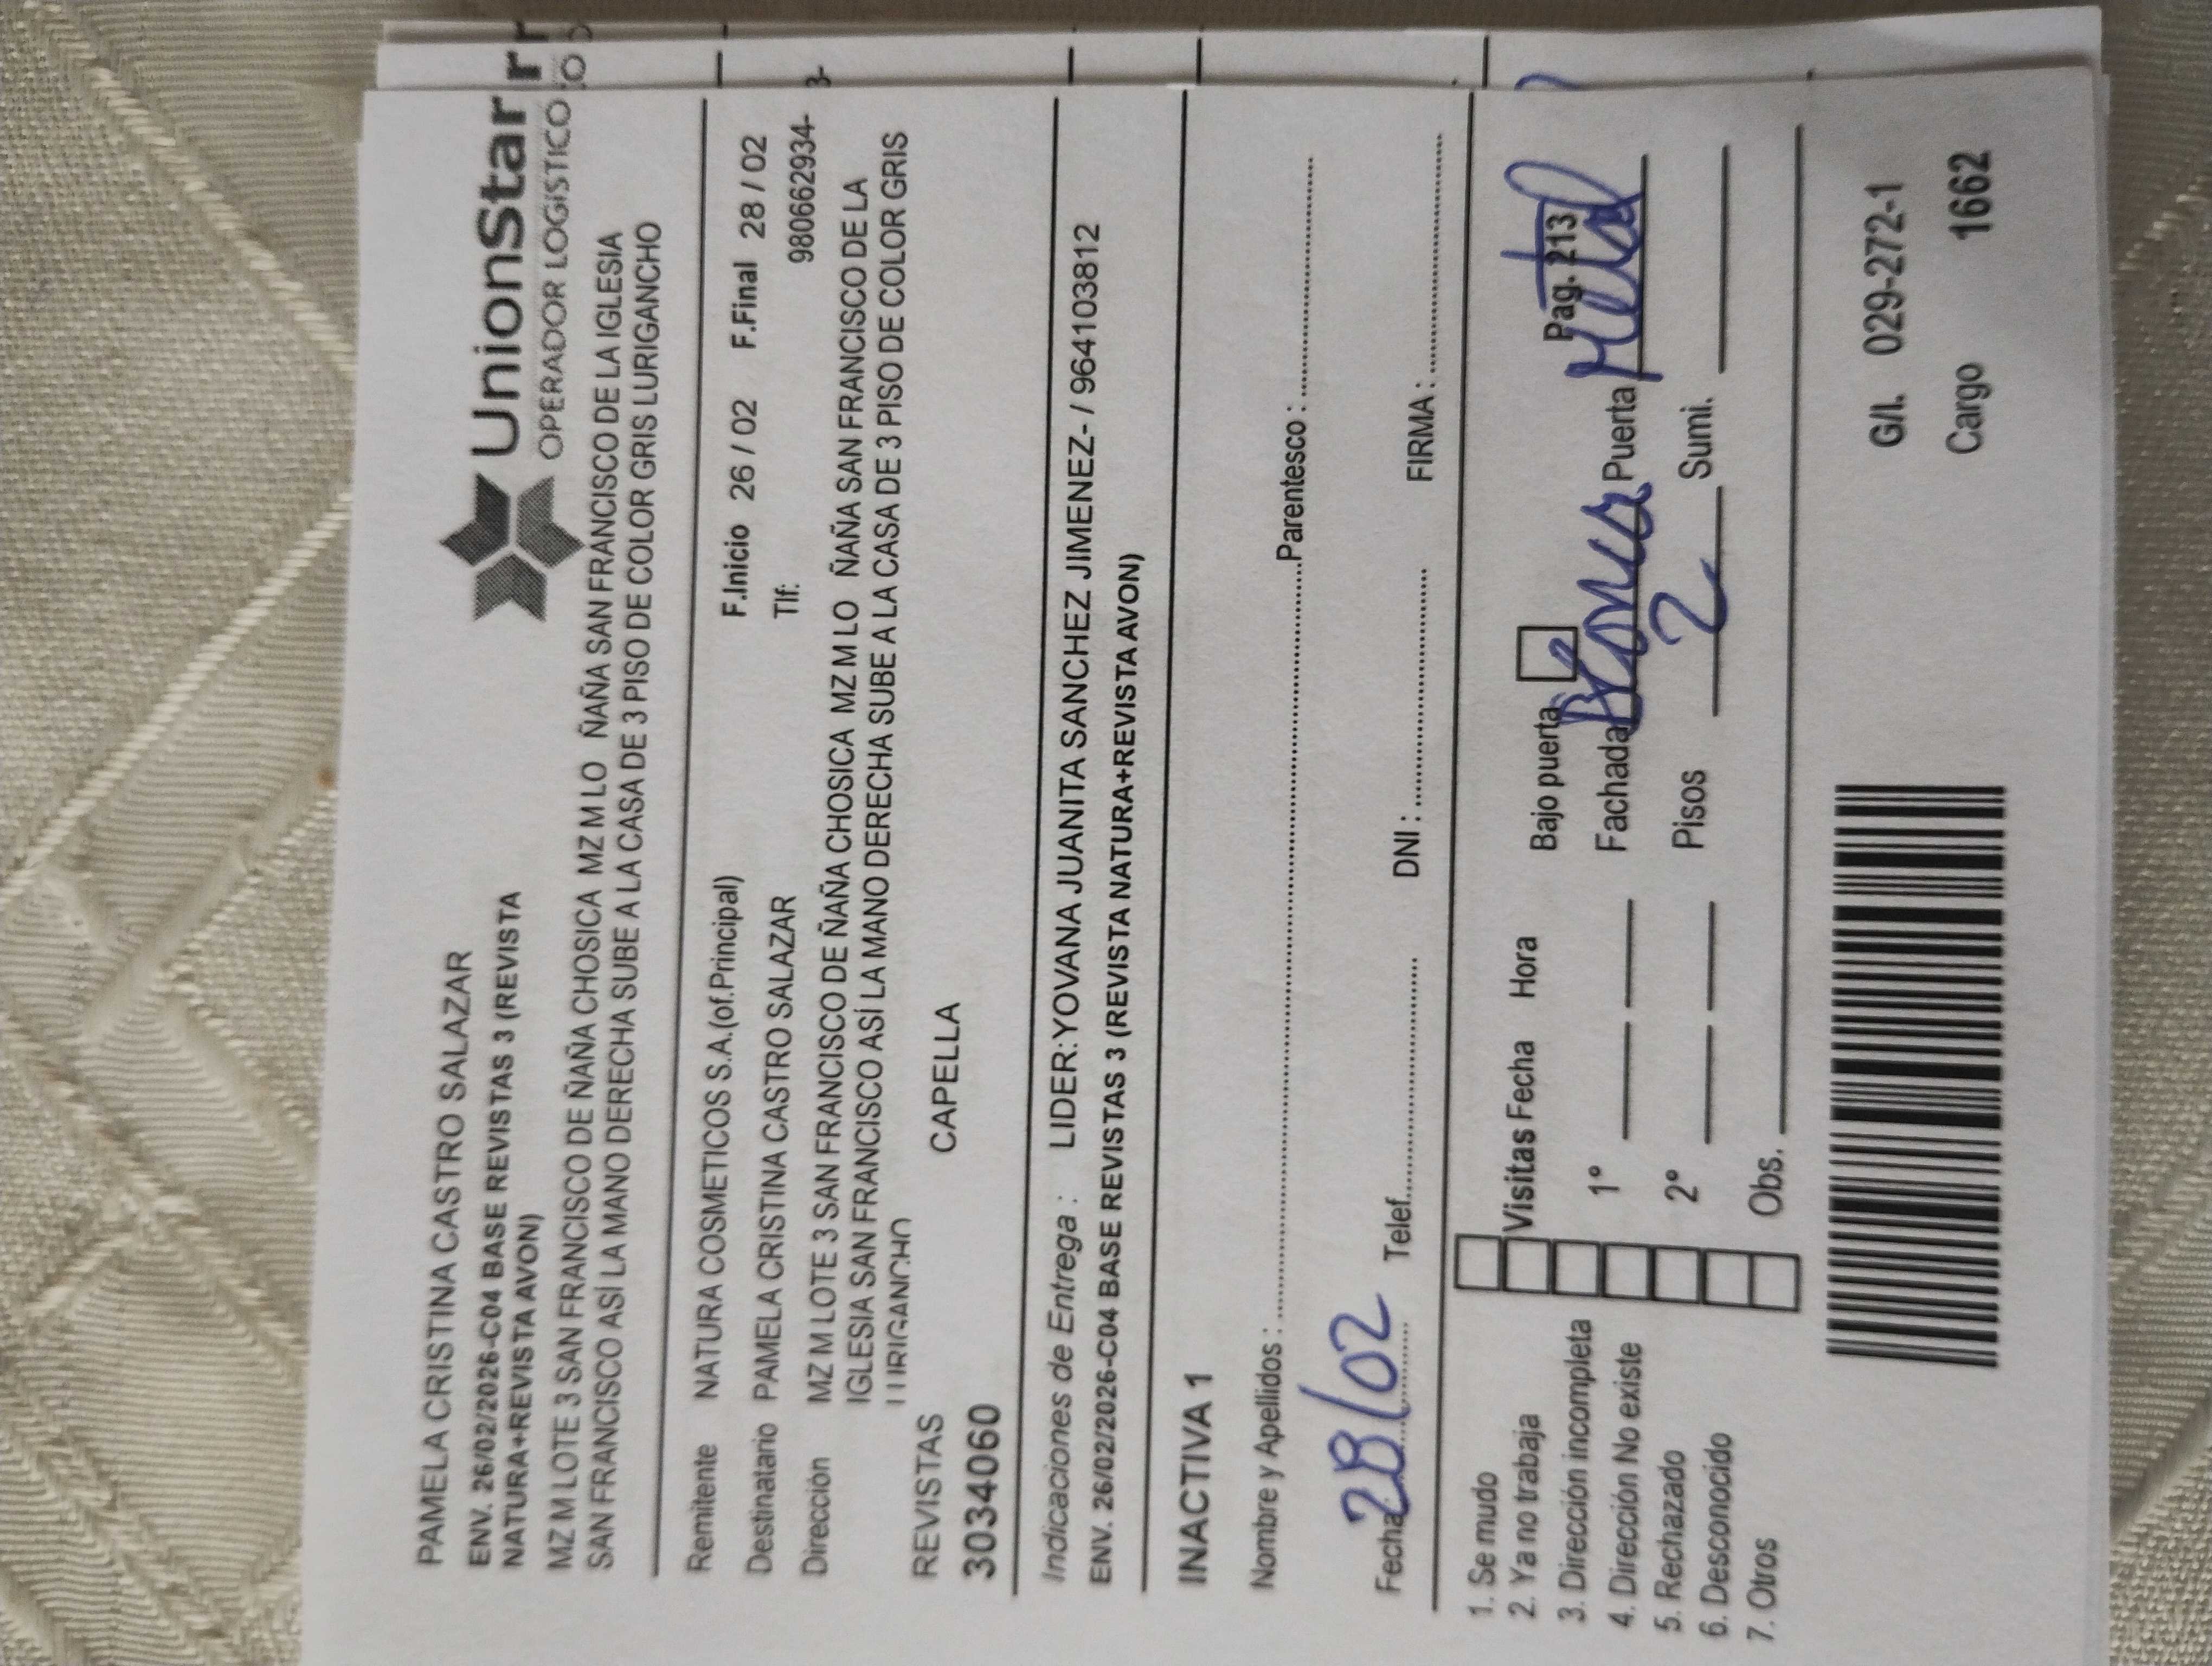 UnionStar
OPERADOR LOGISTICO
PAMELA CRISTINA CASTRO SALAZAR
ENV. 26/02/2026-C04 BASE REVISTAS 3 (REVISTA
NATURA+REVISTA AVON)
MZ M LOTE 3 SAN FRANCISCO DE ÑAÑA CHOSICA MZ M LO ÑAÑA SAN FRANCISCO DE LA IGLESIA
SAN FRANCISCO ASÍ LA MANO DERECHA SUBE A LA CASA DE 3 PISO DE COLOR GRIS LURIGANCHO
Remitente NATURA COSMETICOS S.A.(of.Principal) F.Inicio 26 / 02 F.Final 28 / 02
Destinatario PAMELA CRISTINA CASTRO SALAZAR Tlf: 980662934-
Dirección MZ M LOTE 3 SAN FRANCISCO DE ÑAÑA CHOSICA MZ M LO ÑAÑA SAN FRANCISCO DE LA
IGLESIA SAN FRANCISCO ASÍ LA MANO DERECHA SUBE A LA CASA DE 3 PISO DE COLOR GRIS
LURIGANCHO
REVISTAS CAPELLA
3034060
Indicaciones de Entrega : LIDER:YOVANA JUANITA SANCHEZ JIMENEZ- / 964103812
ENV. 26/02/2026-C04 BASE REVISTAS 3 (REVISTA NATURA+REVISTA AVON)
INACTIVA 1
Nombre y Apellidos : Parentesco :
Fecha 28/02 Telef. DNI : FIRMA :
1. Se mudo
2. Ya no trabaja
3. Dirección incompleta
4. Dirección No existe
5. Rechazado
6. Desconocido
7. Otros
Visitas Fecha Hora Bajo puerta Pag. 213
1º Fachada Blanca Puerta Metal
2º Pisos 2 Sumi.
Obs.
G/I. 029-272-1
Cargo 1662